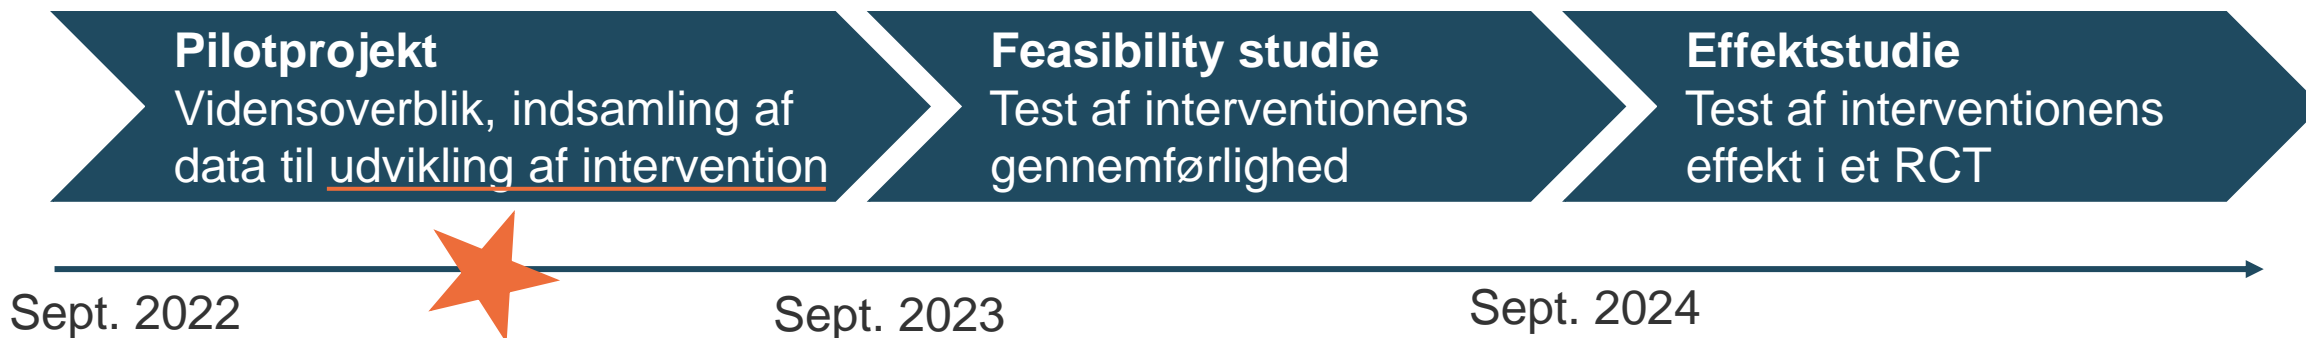 Pilotprojekt
Vidensoverblik, indsamling af
data til udvikling af intervention
Feasibility studie
Test af interventionens
gennemførlighed
Effektstudie
Test af interventionens
effekt i et RCT
Sept. 2022
Sept. 2023
Sept. 2024